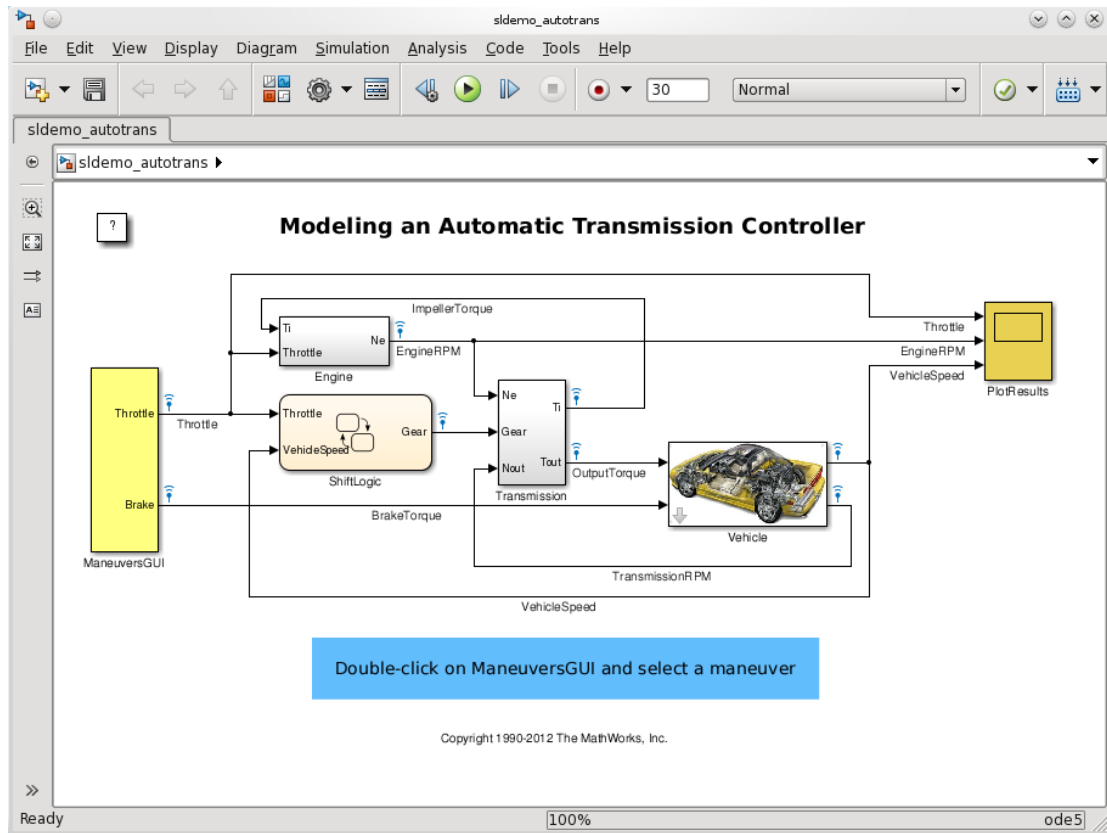 sldemo_autotrans
File Edit View Display Diagram Simulation Analysis Code Tools Help
30 Normal
sldemo_autotrans
sldemo_autotrans
?
Modeling an Automatic Transmission Controller
ImpellerTorque
Ti
Ne
Throttle
EngineRPM
Engine
Throttle
EngineRPM
VehicleSpeed
PlotResults
Throttle
Throttle
Brake
ManeuversGUI
Throttle
VehicleSpeed
Gear
ShiftLogic
Ne
Gear
Nout
Ti
Tout
Transmission
OutputTorque
BrakeTorque
Vehicle
TransmissionRPM
VehicleSpeed
Double-click on ManeuversGUI and select a maneuver
Copyright 1990-2012 The MathWorks, Inc.
Ready 100% ode5